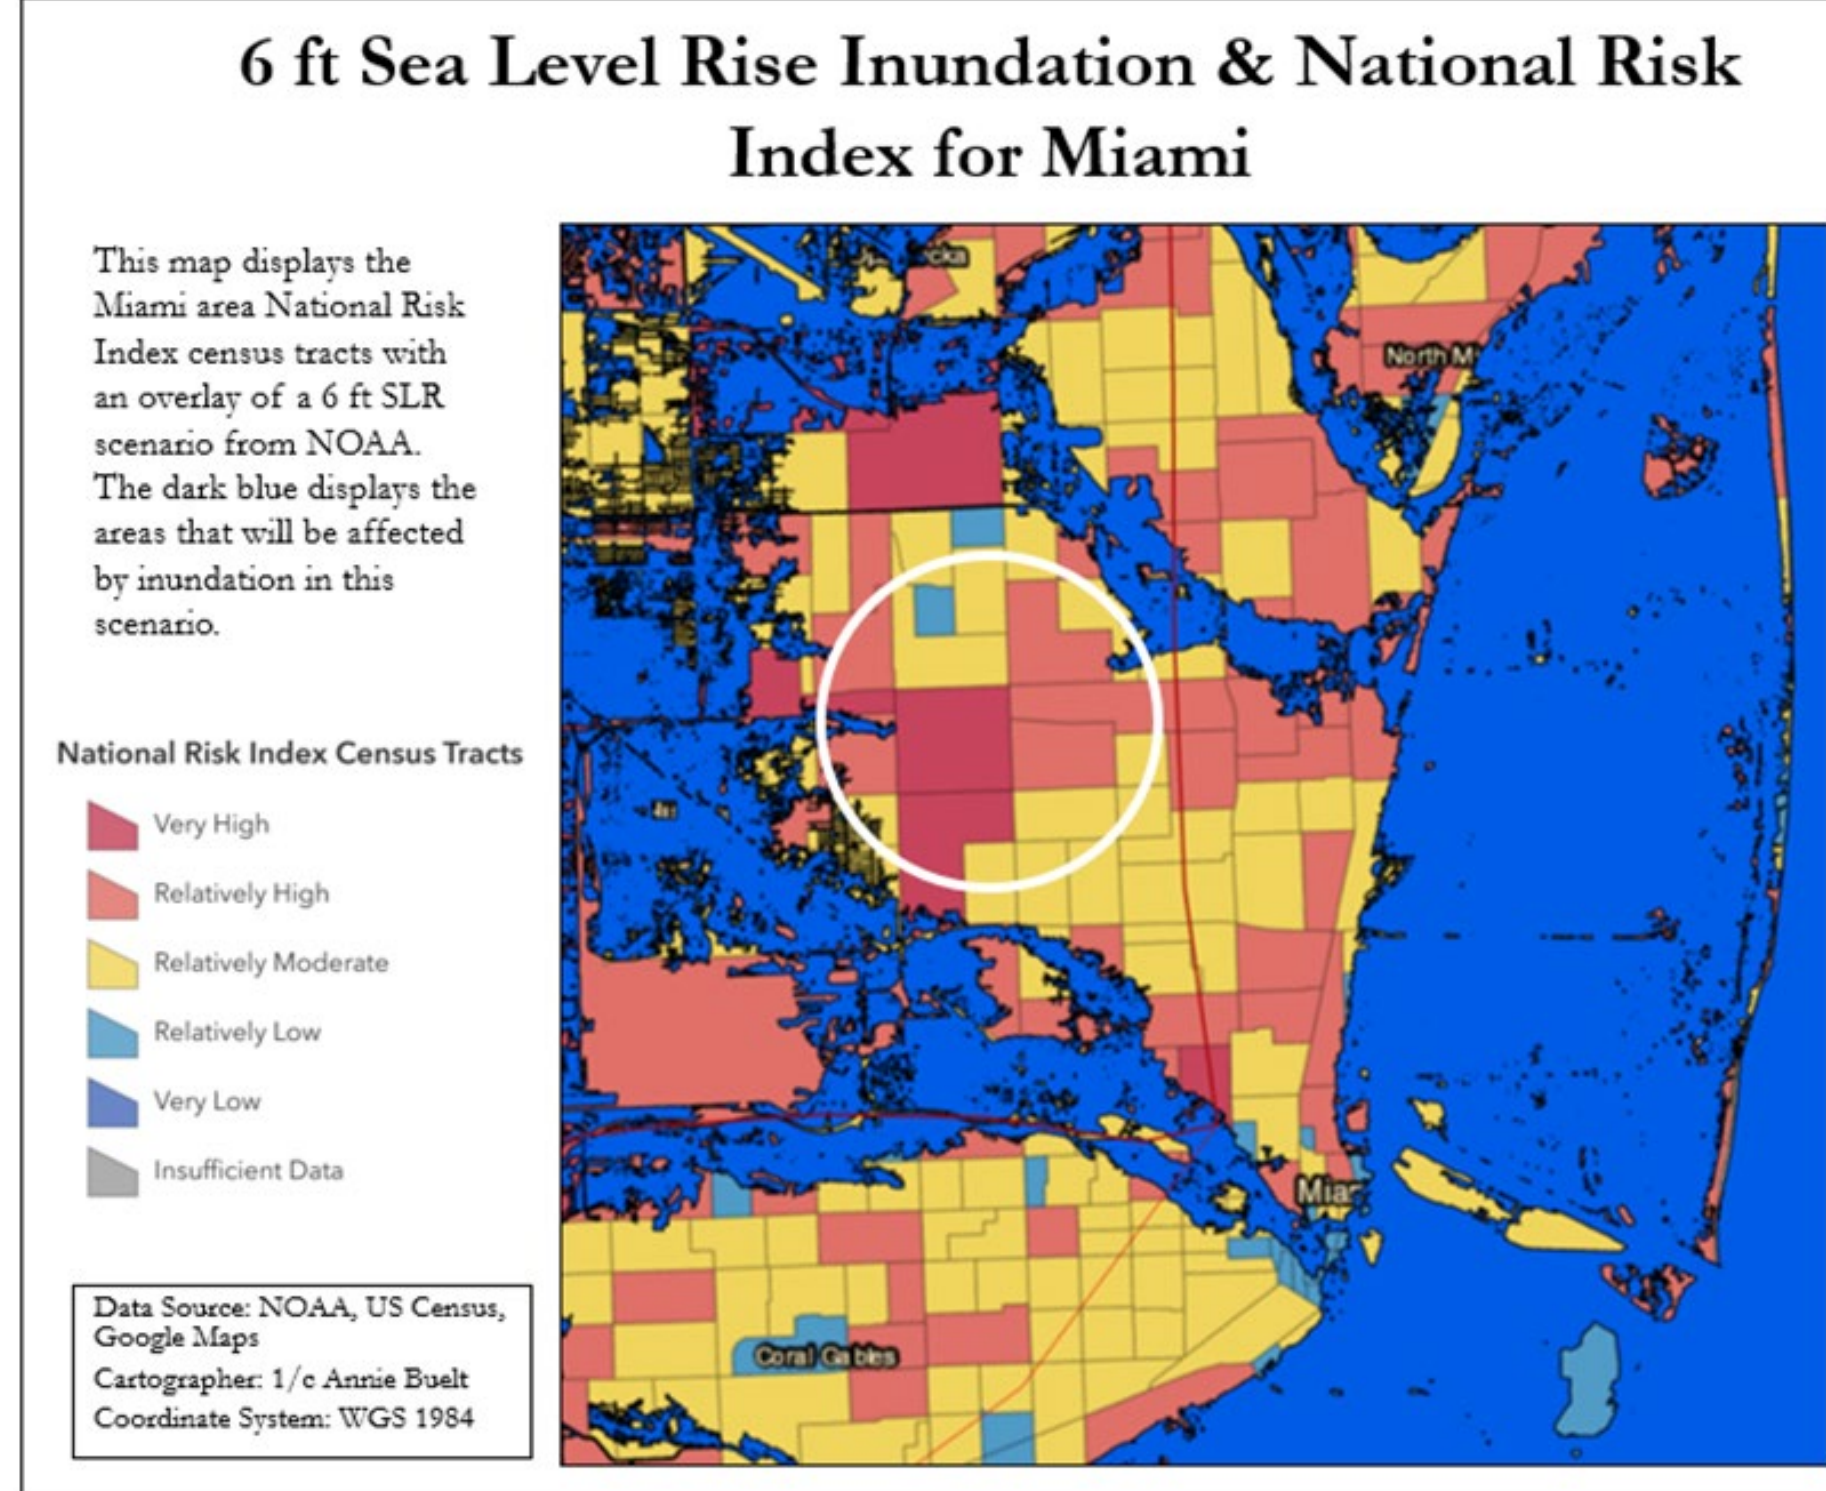 6 ft Sea Level Rise Inundation & National Risk
Index for Miami
This map displays the
Miami area National Risk
Index census tracts with
an overlay of a 6 ft SLR
scenario from NOAA.
The dark blue displays the
areas that will be affected
by inundation in this
scenario.
National Risk Index Census Tracts
Very High
Relatively High
Relatively Moderate
Relatively Low
Very Low
Insufficient Data
Data Source: NOAA, US Census,
Google Maps
Cartographer: 1/c Annie Buelt
Coordinate System: WGS 1984
cka
North M
Miar
Coral Gables